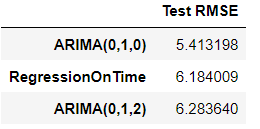 Test RMSE
ARIMA(0,1,0) 5.413198
RegressionOnTime 6.184009
ARIMA(0,1,2) 6.283640